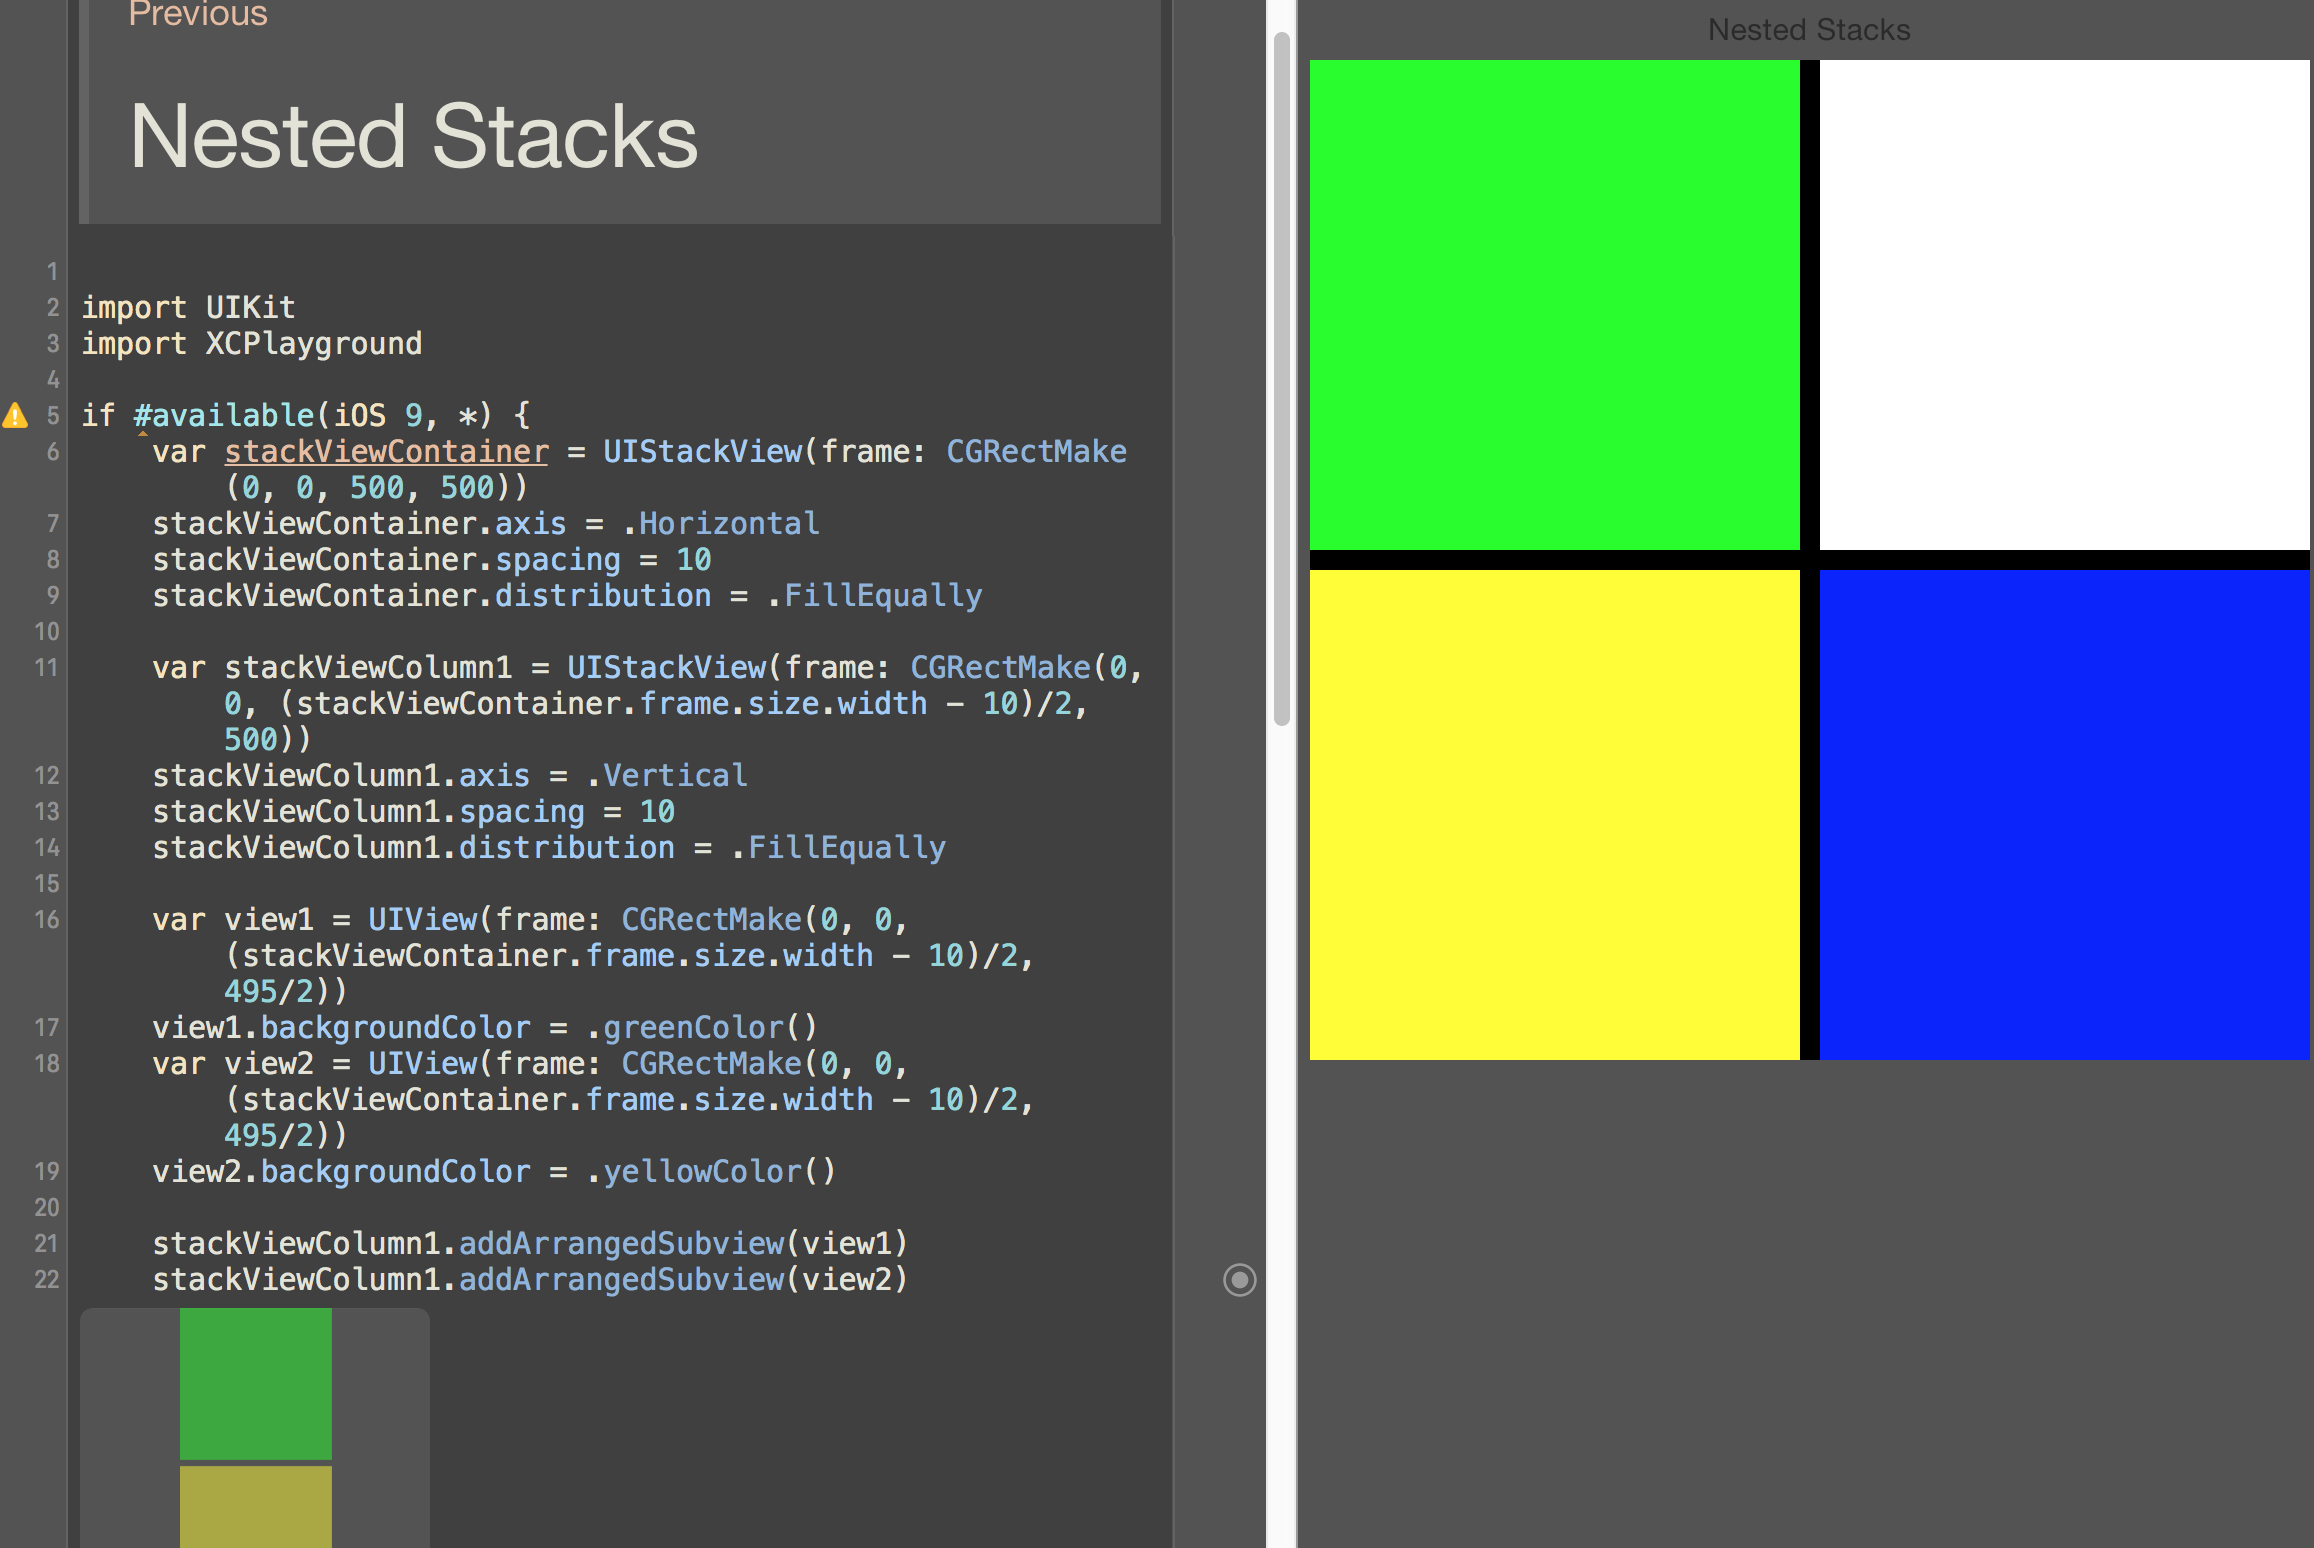 Previous
Nested Stacks
1
2 import UIKit
3 import XCPlayground
4
5 if #available(iOS 9, *) {
6 var stackViewContainer = UIStackView(frame: CGRectMake
(0, 0, 500, 500))
7 stackViewContainer.axis = .Horizontal
8 stackViewContainer.spacing = 10
9 stackViewContainer.distribution = .FillEqually
10
11 var stackViewColumn1 = UIStackView(frame: CGRectMake(0,
0, (stackViewContainer.frame.size.width - 10)/2,
500))
12 stackViewColumn1.axis = .Vertical
13 stackViewColumn1.spacing = 10
14 stackViewColumn1.distribution = .FillEqually
15
16 var view1 = UIView(frame: CGRectMake(0, 0,
(stackViewContainer.frame.size.width - 10)/2,
495/2))
17 view1.backgroundColor = .greenColor()
18 var view2 = UIView(frame: CGRectMake(0, 0,
(stackViewContainer.frame.size.width - 10)/2,
495/2))
19 view2.backgroundColor = .yellowColor()
20
21 stackViewColumn1.addArrangedSubview(view1)
22 stackViewColumn1.addArrangedSubview(view2)
Nested Stacks